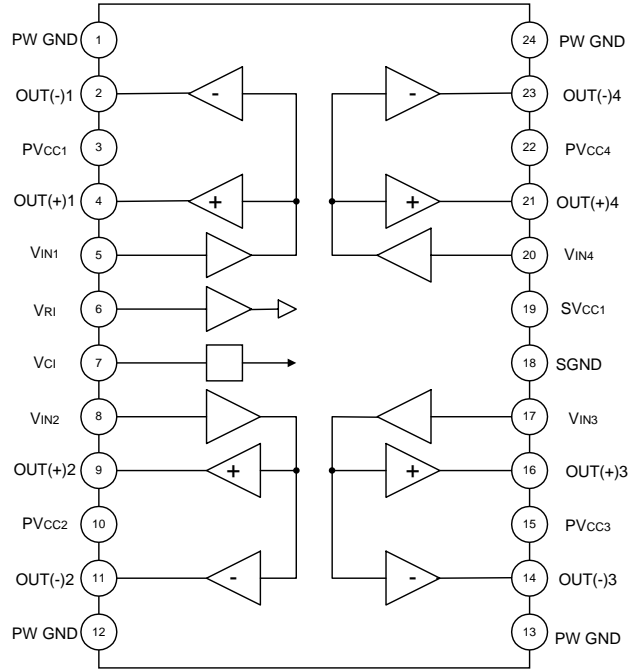 PW GND 1
OUT(-)1 2 -
PVCC1 3
OUT(+)1 4 +
VIN1 5
VRI 6
VCI 7
VIN2 8
OUT(+)2 9 +
PVCC2 10
OUT(-)2 11 -
PW GND 12
24 PW GND
- 23 OUT(-)4
22 PVCC4
+ 21 OUT(+)4
20 VIN4
19 SVCC1
18 SGND
17 VIN3
+ 16 OUT(+)3
15 PVCC3
- 14 OUT(-)3
13 PW GND